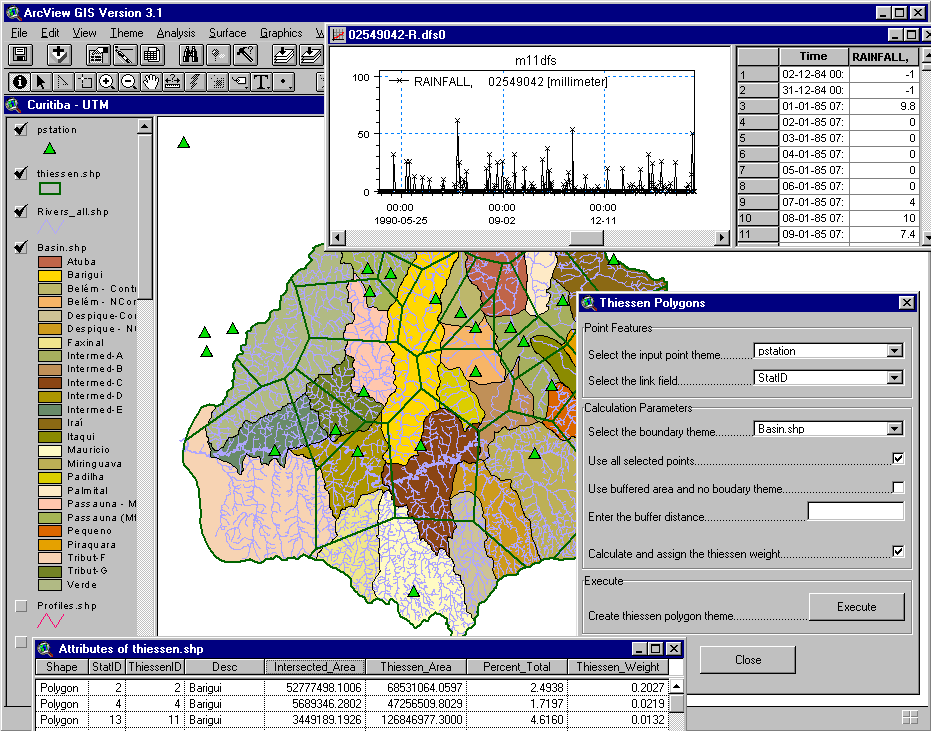 ArcView GIS Version 3.1
File Edit View Theme Analysis Surface Graphics
02549042-R.dfs0
m11dfs
RAINFALL, 02549042 [millimeter]
100
50
0
00:00 00:00 00:00
1990-05-25 09-02 12-11
Time RAINFALL,
1 02-12-84 00: -1
2 31-12-84 00: -1
3 01-01-85 07: 9.8
4 02-01-85 07: 0
5 03-01-85 07: 0
6 04-01-85 07: 0
7 05-01-85 07: 0
8 06-01-85 07: 0
9 07-01-85 07: 4
10 08-01-85 07: 10
11 09-01-85 07: 7.4
Curitiba - UTM
pstation
thiessen.shp
Rivers_all.shp
Basin.shp
Atuba
Barigui
Belém - Contr
Belém - NCor
Despique-Cor
Despique - NC
Faxinal
Intermed-A
Intermed-B
Intermed-C
Intermed-D
Intermed-E
Iraí
Itaqui
Mauricio
Miringuava
Padilha
Palmital
Passauna - M
Passauna (Mf
Pequeno
Piraquara
Tribut-F
Tribut-G
Verde
Profiles.shp
Thiessen Polygons
Point Features
Select the input point theme......... pstation
Select the link field..................... StatID
Calculation Parameters
Select the boundary theme......... Basin.shp
Use all selected points.....................
Use buffered area and no boudary theme.....................
Enter the buffer distance.....................
Calculate and assign the thiessen weight.....................
Execute
Create thiessen polygon theme.....................
Execute
Close
Attributes of thiessen.shp
Shape StatID ThiessenID Desc Intersected_Area Thiessen_Area Percent_Total Thiessen_Weight
Polygon 2 2 Barigui 52777498.1006 68531064.0597 2.4938 0.2027
Polygon 4 4 Barigui 5689346.2802 47256509.8029 1.7197 0.0219
Polygon 13 11 Barigui 3449189.1926 126846977.3000 4.6160 0.0132